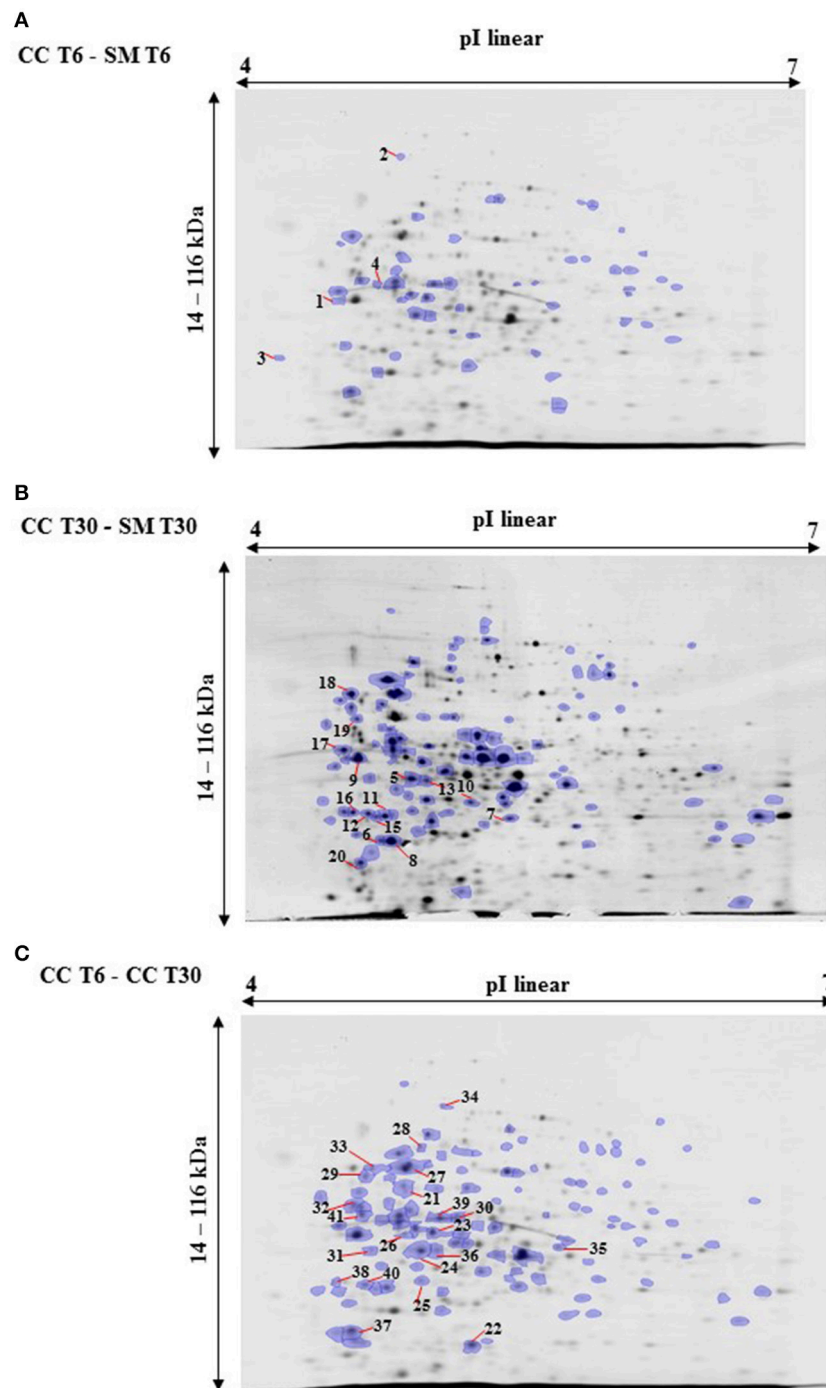 A
CC T6 - SM T6
pI linear
4 7
14 – 116 kDa
2
4
1
3
B
CC T30 - SM T30
pI linear
4 7
14 – 116 kDa
18
19
17
9 5 13 10
16 11
12 15 7
6 8
20
C
CC T6 - CC T30
pI linear
4 7
14 – 116 kDa
34
28
33
29 27
21
32 39 30
41 23
26
31 36 35
24
38 40
25
37 22